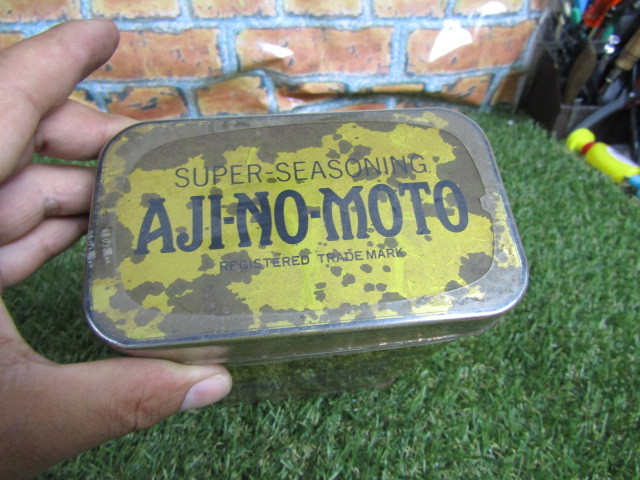 SUPER-SEASONING
AJI-NO-MOTO
REGISTERED TRADE MARK